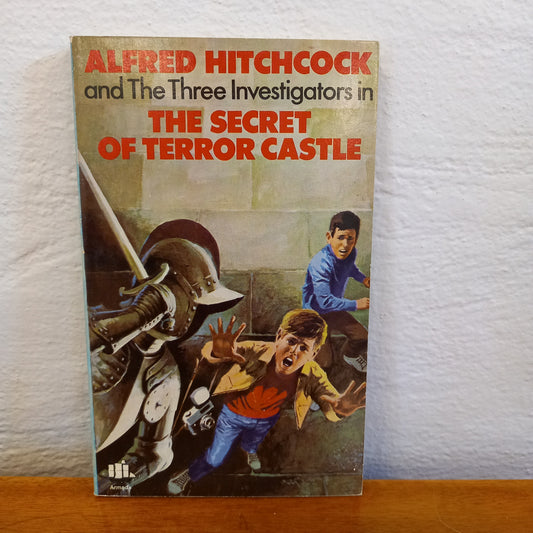 ALFRED HITCHCOCK
and The Three Investigators in
THE SECRET
OF TERROR CASTLE
Armada